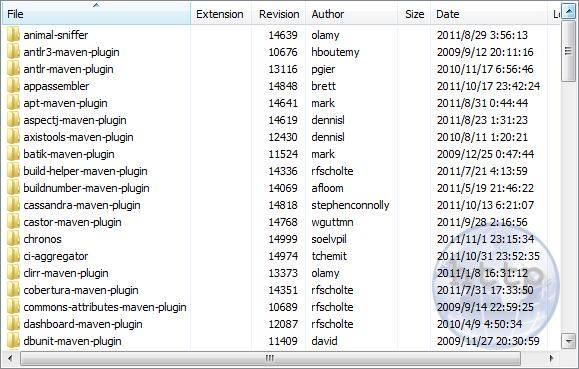 File Extension Revision Author Size Date Lo
animal-sniffer 14639 olamy 2011/8/29 3:56:13
antlr3-maven-plugin 10676 hboutemy 2009/9/12 20:11:16
antlr-maven-plugin 13116 pgier 2010/11/17 6:56:46
appassembler 14848 brett 2011/10/17 23:42:24
apt-maven-plugin 14641 mark 2011/8/31 0:44:44
aspectj-maven-plugin 14619 dennisl 2011/8/23 1:31:23
axistools-maven-plugin 12430 dennisl 2010/8/11 1:20:21
batik-maven-plugin 11524 mark 2009/12/25 0:47:44
build-helper-maven-plugin 14336 rfscholte 2011/7/21 4:13:59
buildnumber-maven-plugin 14069 afloom 2011/5/19 21:46:22
cassandra-maven-plugin 14818 stephenconnolly 2011/10/13 6:21:07
castor-maven-plugin 14768 wguttmn 2011/9/28 2:16:56
chronos 14999 soelvpil 2011/11/1 23:15:34
ci-aggregator 14974 tchemit 2011/10/31 23:52:35
clirr-maven-plugin 13373 olamy 2011/1/8 16:31:12
cobertura-maven-plugin 14351 rfscholte 2011/7/31 17:33:50
commons-attributes-maven-plugin 10689 rfscholte 2009/9/14 22:59:25
dashboard-maven-plugin 12087 rfscholte 2010/4/9 4:50:34
dbunit-maven-plugin 11409 david 2009/11/27 20:30:59
http